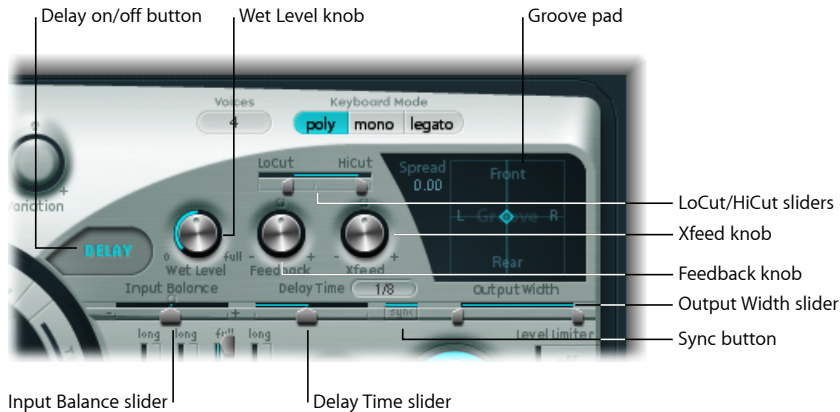 Delay on/off button
Wet Level knob
Groove pad
Voices
Keyboard Mode
4
poly mono legato
LoCut HiCut
Spread
0.00
Front
L Groove R
Rear
Variation
+
DELAY
0 full
Wet Level
- +
Feedback
- +
Xfeed
Input Balance
Delay Time 1/8
Output Width
- +
sync
long long full long
Level Limiter
LoCut/HiCut sliders
Xfeed knob
Feedback knob
Output Width slider
Sync button
Input Balance slider
Delay Time slider